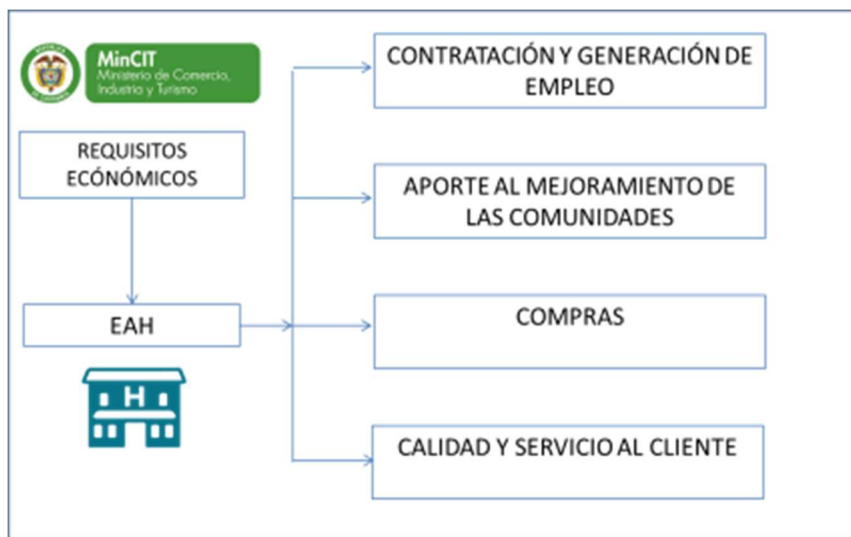 MinCIT
Ministerio de Comercio,
Industria y Turismo
REQUISITOS
ECÓNÓMICOS
EAH
H
CONTRATACIÓN Y GENERACIÓN DE
EMPLEO
APORTE AL MEJORAMIENTO DE
LAS COMUNIDADES
COMPRAS
CALIDAD Y SERVICIO AL CLIENTE